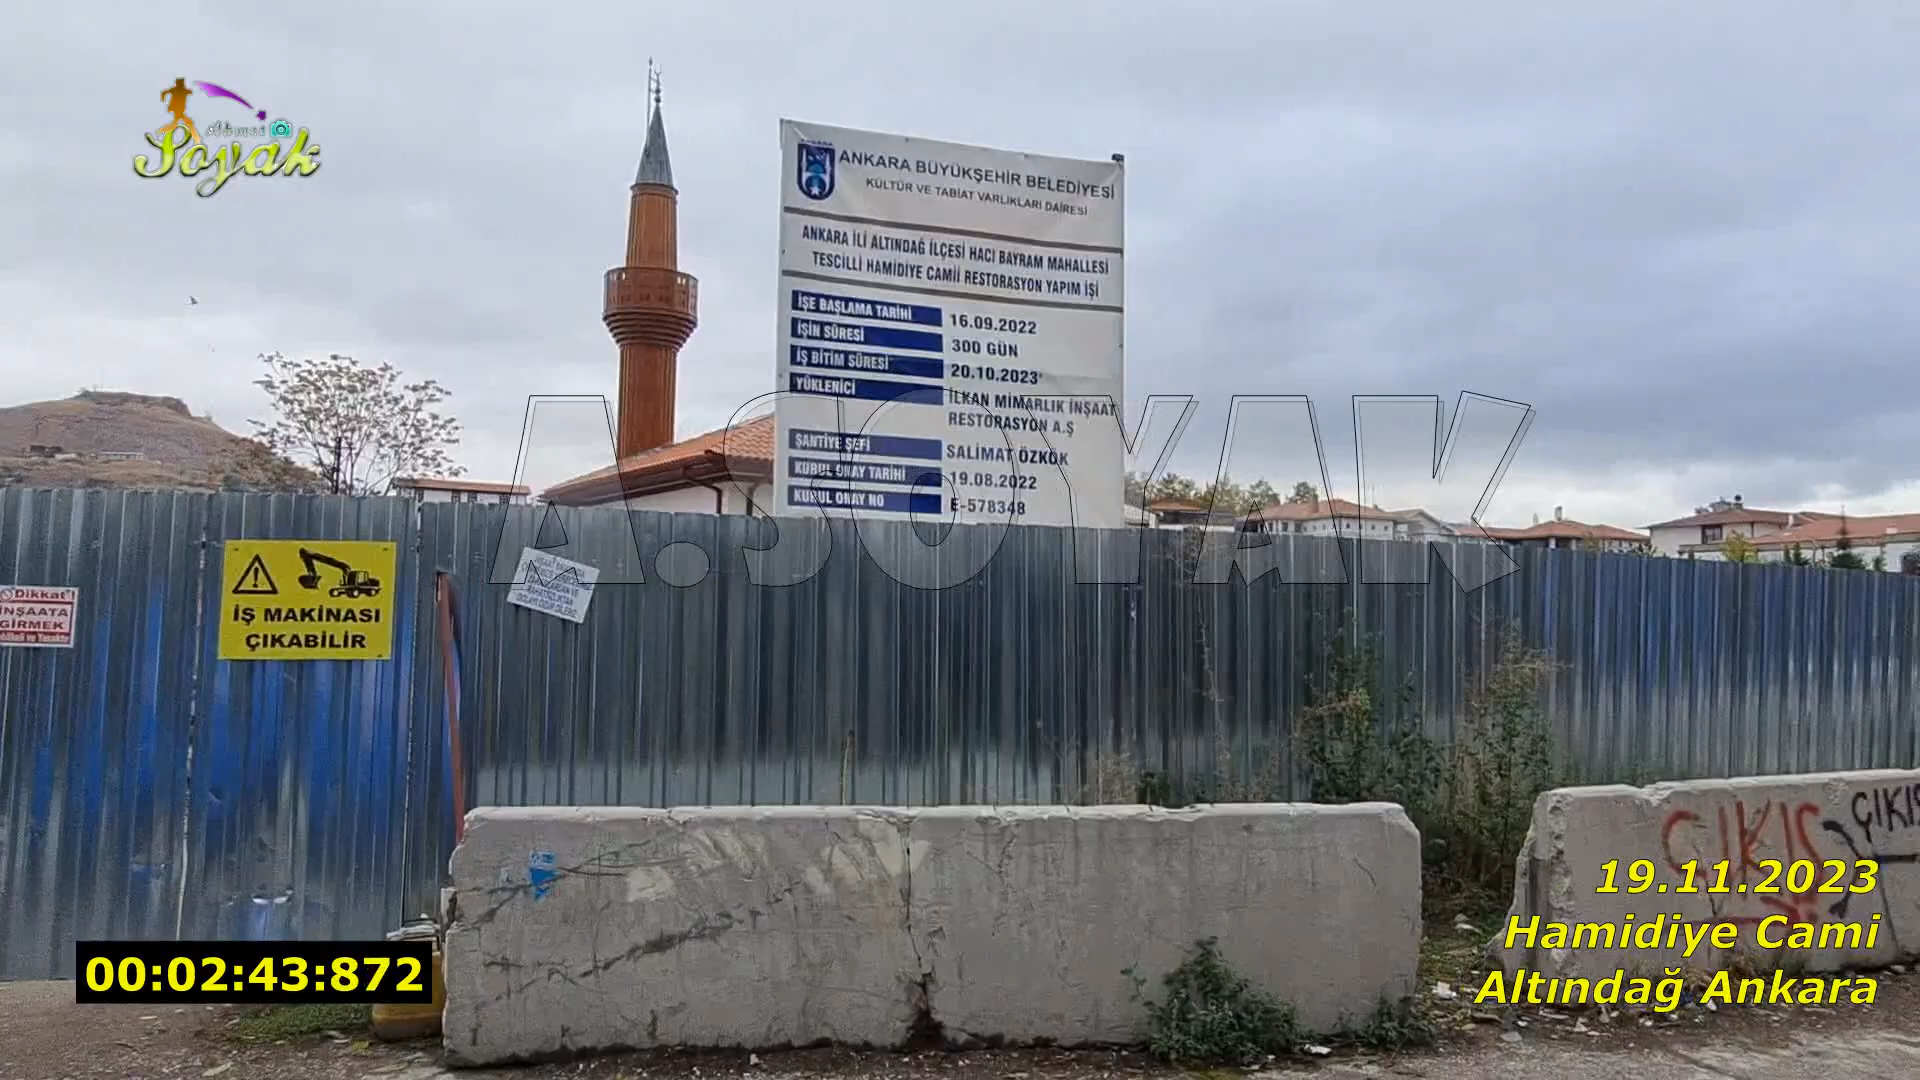 Ahmet
Soyak
ANKARA BÜYÜKŞEHİR BELEDİYESİ
KÜLTÜR VE TABİAT VARLIKLARI DAİRESİ
ANKARA İLİ ALTINDAĞ İLÇESİ HACI BAYRAM MAHALLESİ
TESCİLLİ HAMİDİYE CAMİİ RESTORASYON YAPIM İŞİ
İŞE BAŞLAMA TARİHİ 16.09.2022
İŞİN SÜRESİ 300 GÜN
İŞ BİTİM SÜRESİ 20.10.2023
YÜKLENİCİ İLKAN MİMARLIK İNŞAAT
RESTORASYON A.Ş
ŞANTİYE ŞEFİ SALİMAT ÖZKÖK
KURUL ONAY TARİHİ 19.08.2022
KURUL ONAY NO E-578348
A.SOYAK
Dikkat!
İNŞAATA
GİRMEK
Tehlikeli ve Yasaktır
İŞ MAKİNASI
ÇIKABİLİR
ÇIKIŞ
ÇIKIŞ
19.11.2023
Hamidiye Cami
Altındağ Ankara
00:02:43:872